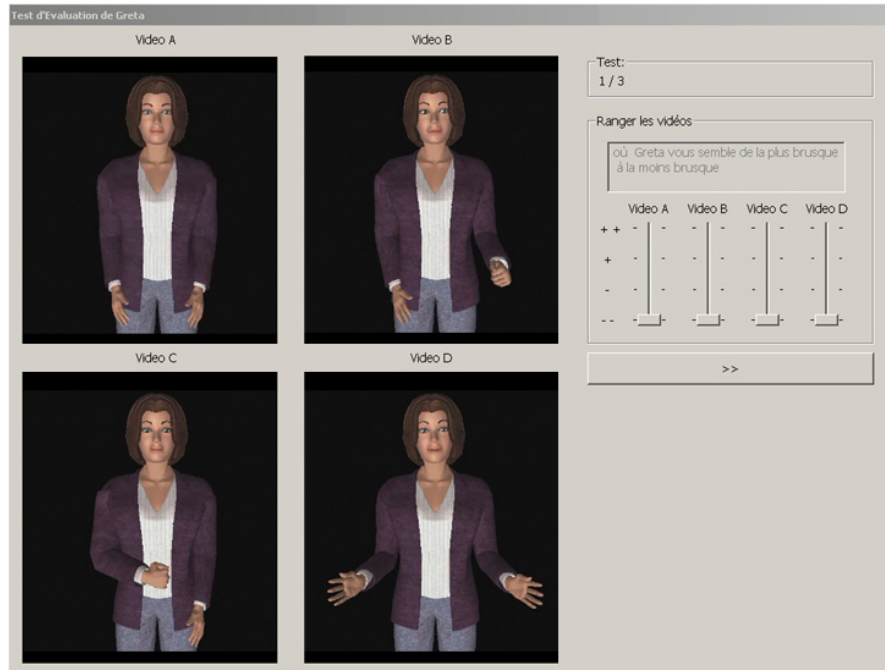 Test d'Evaluation de Greta
Video A
Video B
Video C
Video D
Test:
1 / 3
Ranger les vidéos
où Greta vous semble de la plus brusque
à la moins brusque
Video A Video B Video C Video D
+ +
+
-
- -
>>